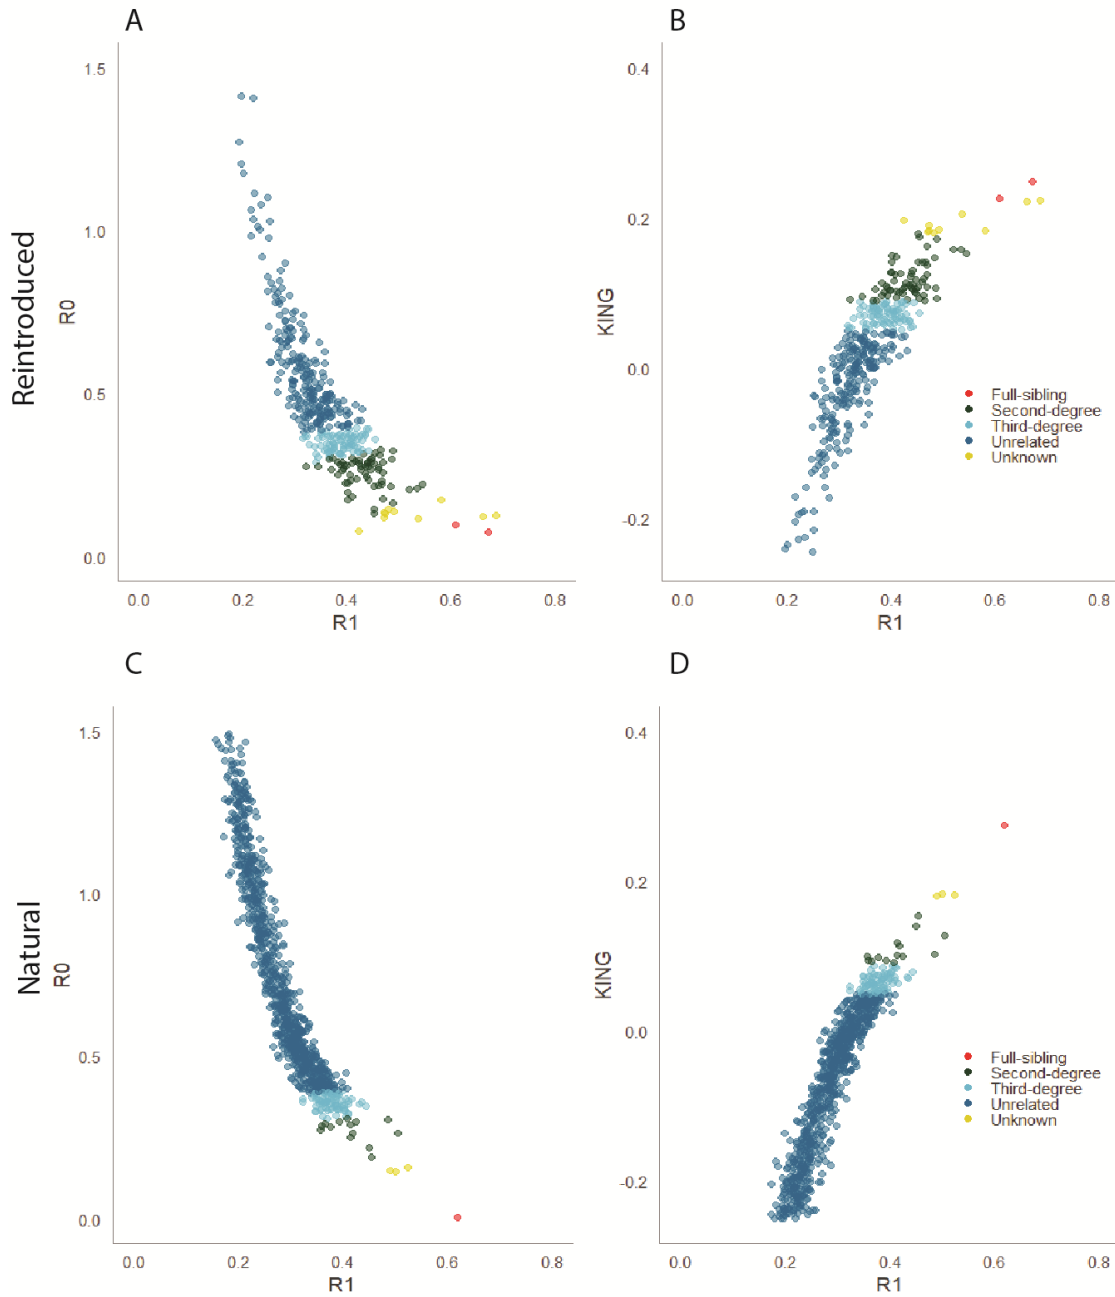 A
B
1.5
1.0
0.5
0.0
R0
Reintroduced
0.0 0.2 0.4 0.6 0.8
R1
0.4
0.2
0.0
-0.2
KING
Full-sibling
Second-degree
Third-degree
Unrelated
Unknown
0.0 0.2 0.4 0.6 0.8
R1
C
D
1.5
1.0
0.5
0.0
R0
Natural
0.0 0.2 0.4 0.6 0.8
R1
0.4
0.2
0.0
-0.2
KING
Full-sibling
Second-degree
Third-degree
Unrelated
Unknown
0.0 0.2 0.4 0.6 0.8
R1